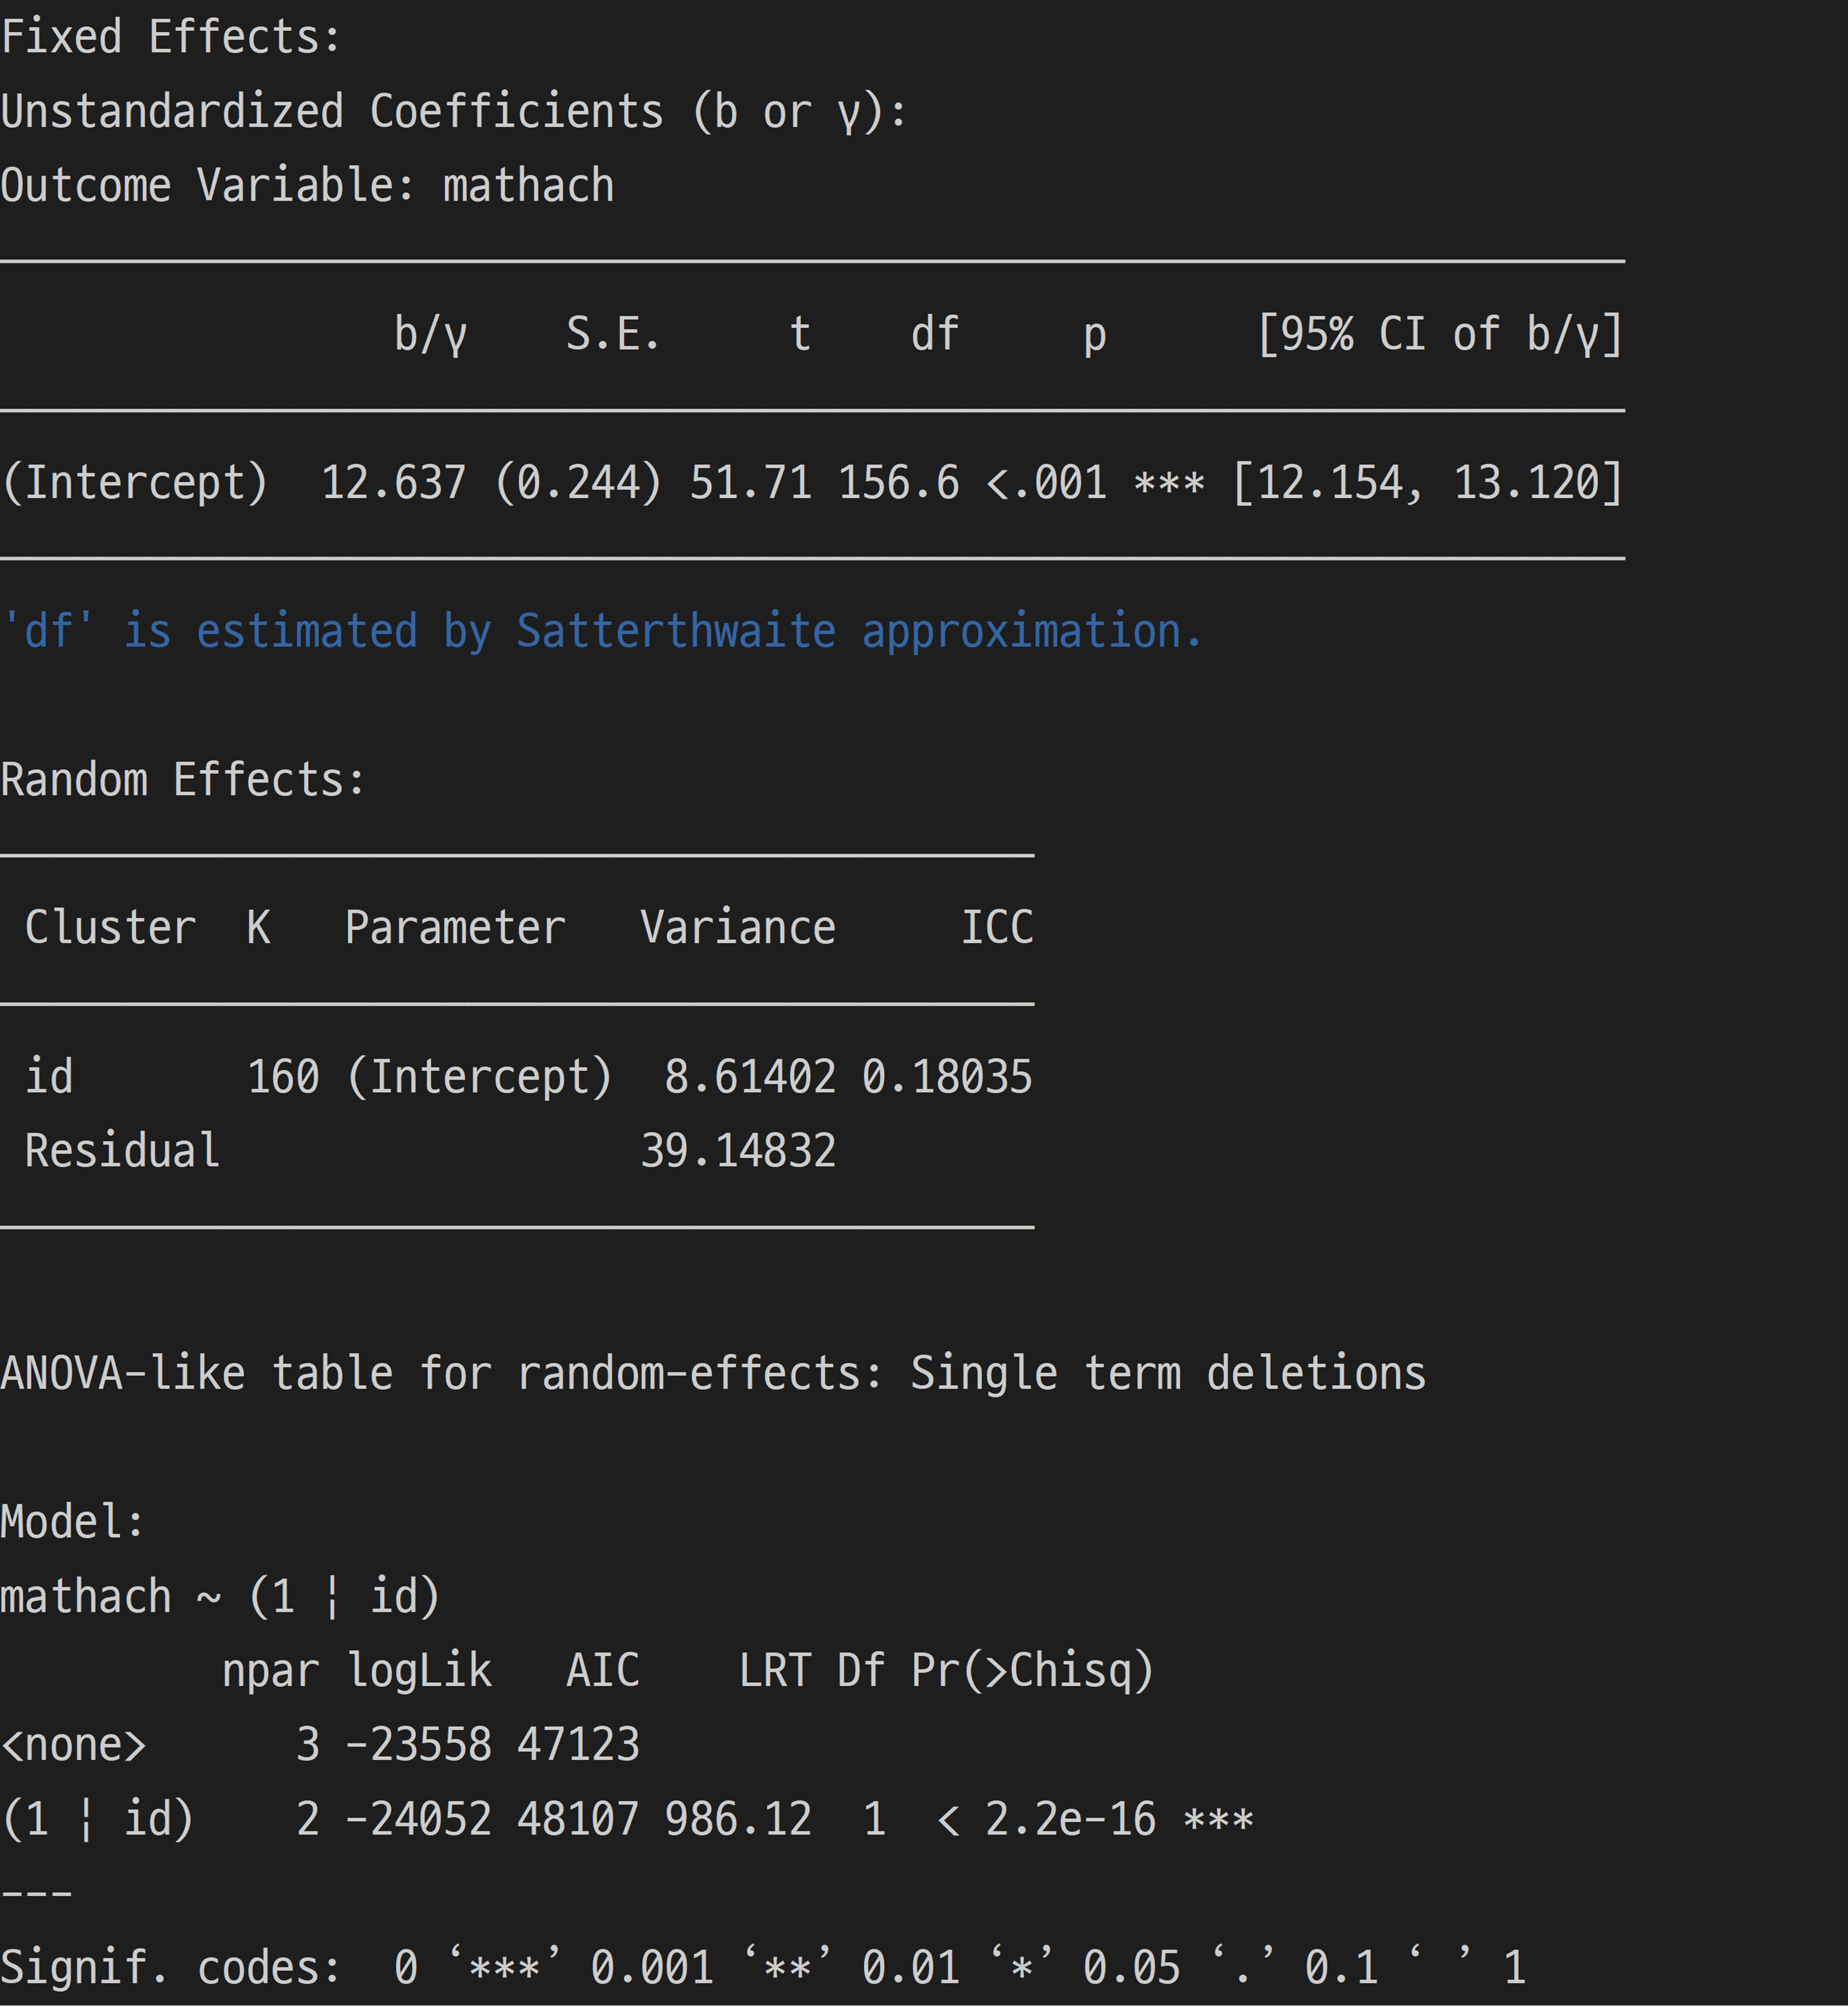 Fixed Effects:
Unstandardized Coefficients (b or γ):
Outcome Variable: mathach
b/γ S.E. t df p [95% CI of b/γ]
(Intercept) 12.637 (0.244) 51.71 156.6 <.001 *** [12.154, 13.120]
'df' is estimated by Satterthwaite approximation.
Random Effects:
Cluster K Parameter Variance ICC
id 160 (Intercept) 8.61402 0.18035
Residual 39.14832
ANOVA-like table for random-effects: Single term deletions
Model:
mathach ~ (1 ¦ id)
npar logLik AIC LRT Df Pr(>Chisq)
<none> 3 -23558 47123
(1 ¦ id) 2 -24052 48107 986.12 1 < 2.2e-16 ***
---
Signif. codes: 0 ‘***’ 0.001 ‘**’ 0.01 ‘*’ 0.05 ‘.’ 0.1 ‘ ’ 1